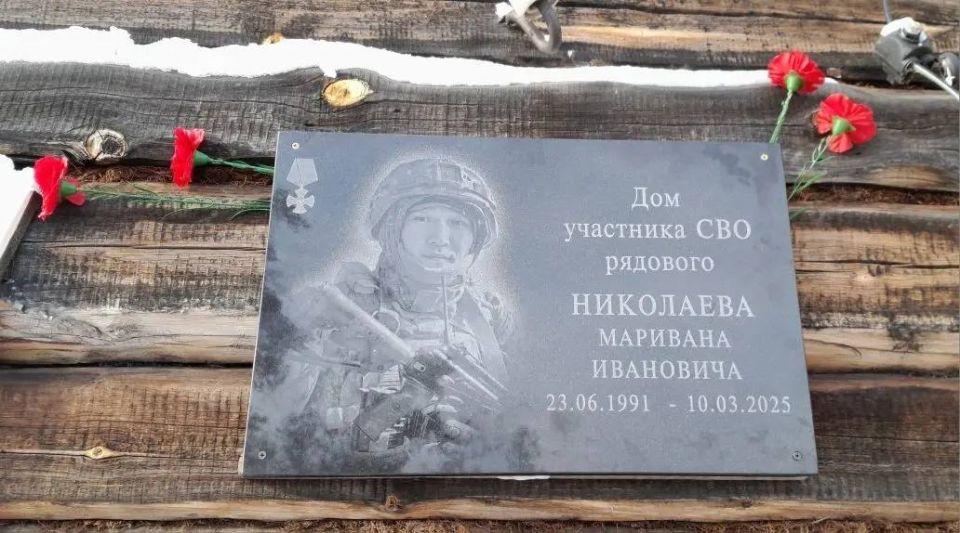 Дом
участника СВО
рядового
НИКОЛАЕВА
МАРИВАНА
ИВАНОВИЧА
23.06.1991 - 10.03.2025